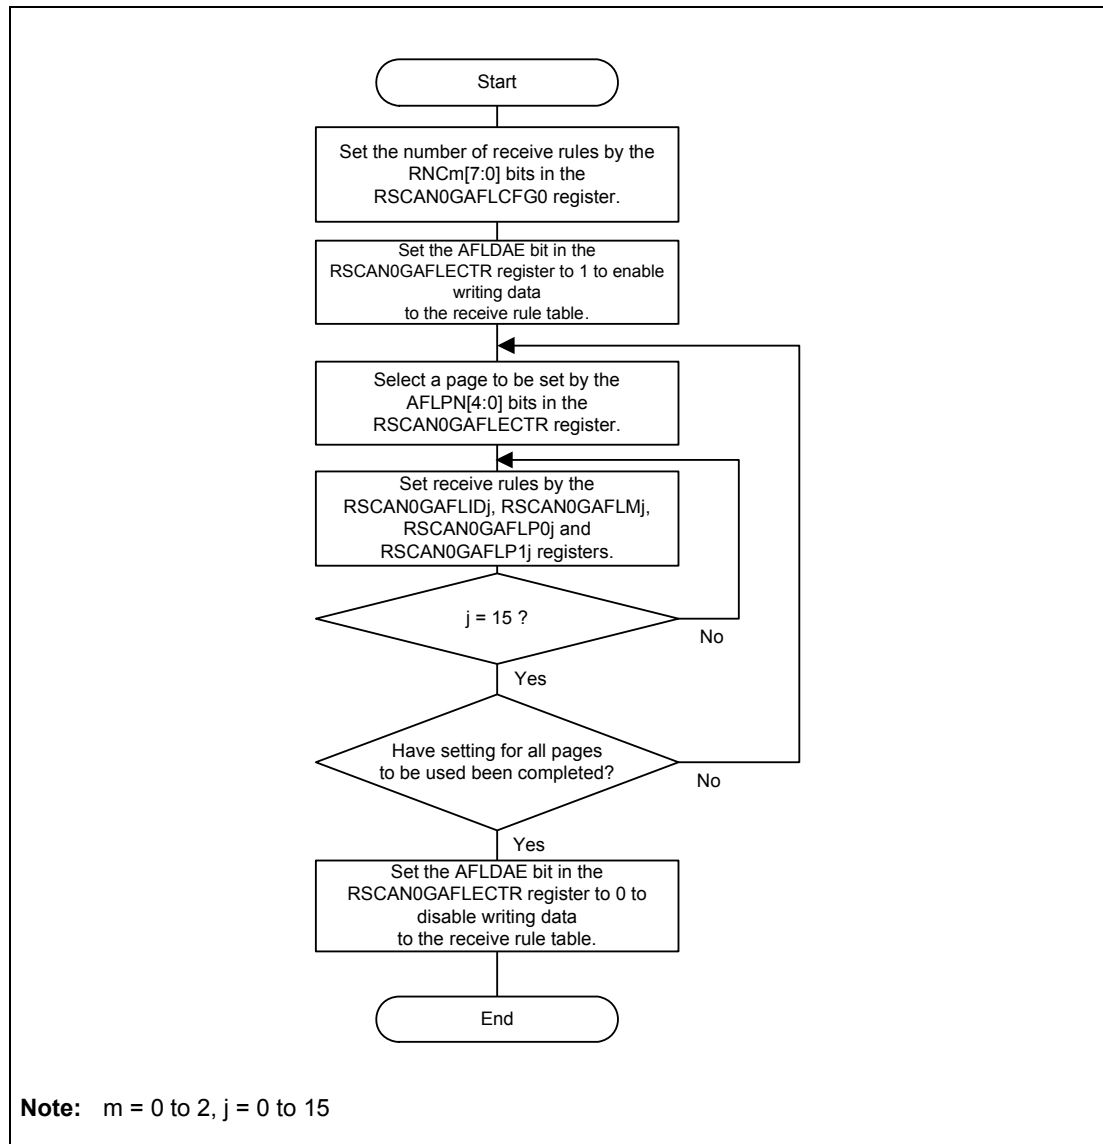 Start
Set the number of receive rules by the
RNCm[7:0] bits in the
RSCAN0GAFLCFG0 register.
Set the AFLDAE bit in the
RSCAN0GAFLECTR register to 1 to enable
writing data
to the receive rule table.
Select a page to be set by the
AFLPN[4:0] bits in the
RSCAN0GAFLECTR register.
Set receive rules by the
RSCAN0GAFLIDj, RSCAN0GAFLMj,
RSCAN0GAFLP0j and
RSCAN0GAFLP1j registers.
j = 15 ?
No
Yes
Have setting for all pages
to be used been completed?
No
Yes
Set the AFLDAE bit in the
RSCAN0GAFLECTR register to 0 to
disable writing data
to the receive rule table.
End
Note: m = 0 to 2, j = 0 to 15